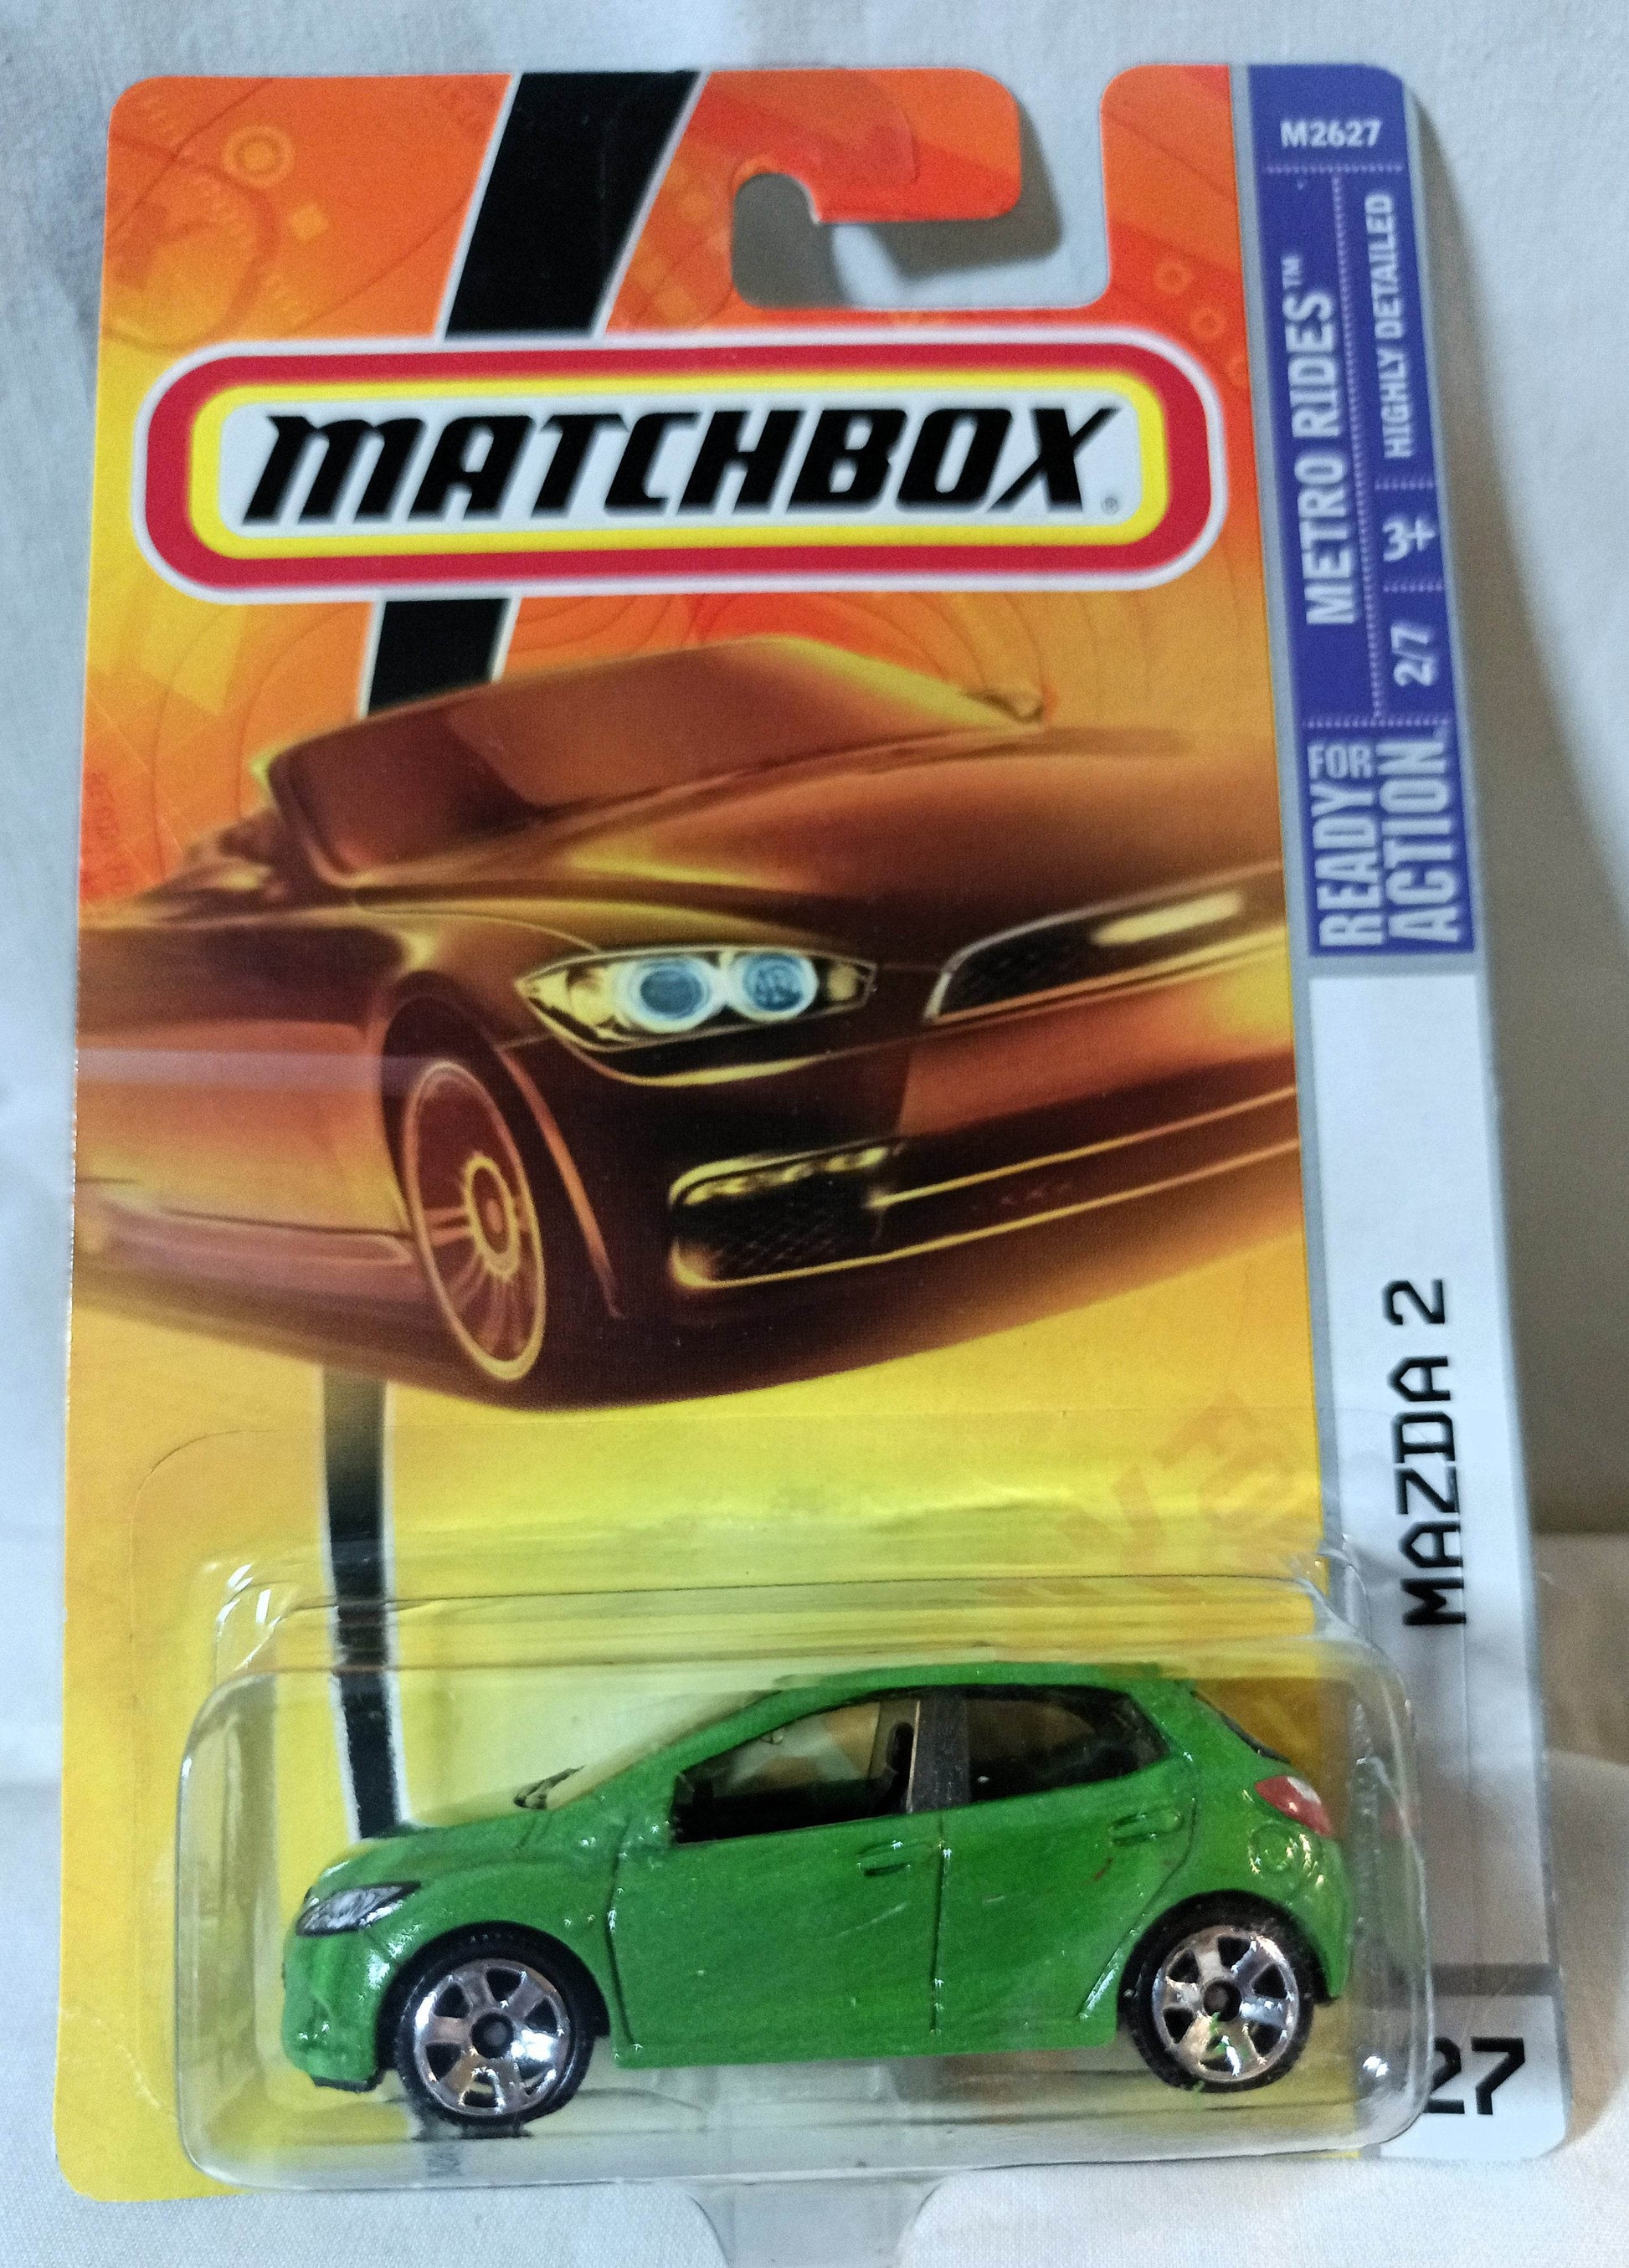 MATCHBOX®
M2627
METRO RIDES™
HIGHLY DETAILED
3+
2/7
READY FOR ACTION
MAZDA 2
27